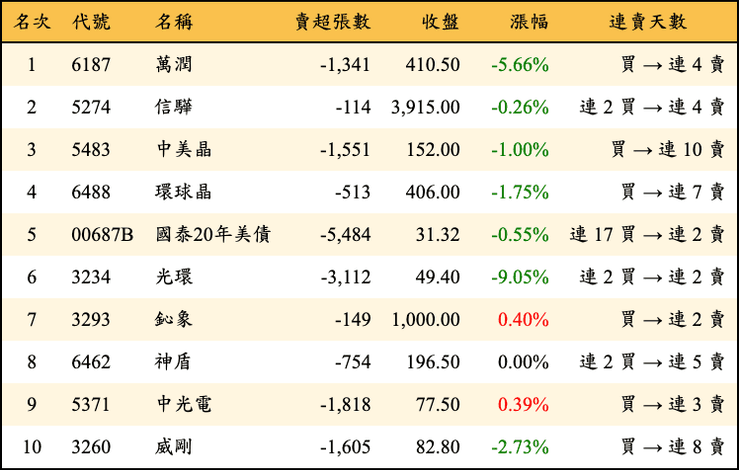 名次 代號 名稱 賣超張數 收盤 漲幅 連賣天數
1 6187 萬潤 -1,341 410.50 -5.66% 買 → 連 4 賣
2 5274 信驊 -114 3,915.00 -0.26% 連 2 買 → 連 4 賣
3 5483 中美晶 -1,551 152.00 -1.00% 買 → 連 10 賣
4 6488 環球晶 -513 406.00 -1.75% 買 → 連 7 賣
5 00687B 國泰20年美債 -5,484 31.32 -0.55% 連 17 買 → 連 2 賣
6 3234 光環 -3,112 49.40 -9.05% 連 2 買 → 連 2 賣
7 3293 鈊象 -149 1,000.00 0.40% 買 → 連 2 賣
8 6462 神盾 -754 196.50 0.00% 連 2 買 → 連 5 賣
9 5371 中光電 -1,818 77.50 0.39% 買 → 連 3 賣
10 3260 威剛 -1,605 82.80 -2.73% 買 → 連 8 賣